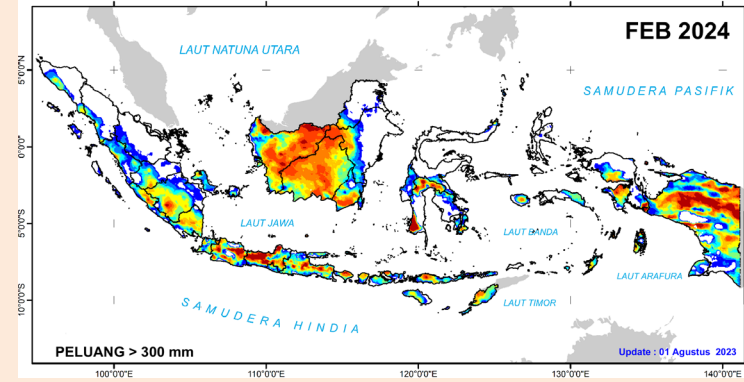 FEB 2024
LAUT NATUNA UTARA
SAMUDERA PASIFIK
5°0'0"N
0°0'0"
5°0'0"S
10°0'0"S
LAUT JAWA
LAUT BANDA
LAUT ARAFURA
LAUT TIMOR
SAMUDERA HINDIA
PELUANG > 300 mm
Update : 01 Agustus 2023
100°0'0"E
110°0'0"E
120°0'0"E
130°0'0"E
140°0'0"E